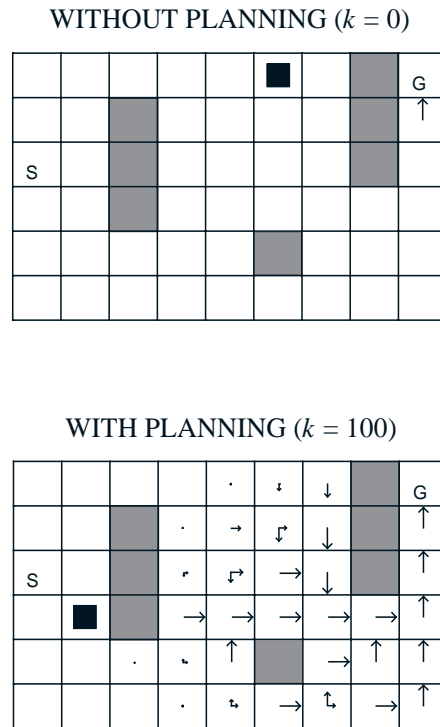 WITHOUT PLANNING (k = 0)
G
S
WITH PLANNING (k = 100)
G
S